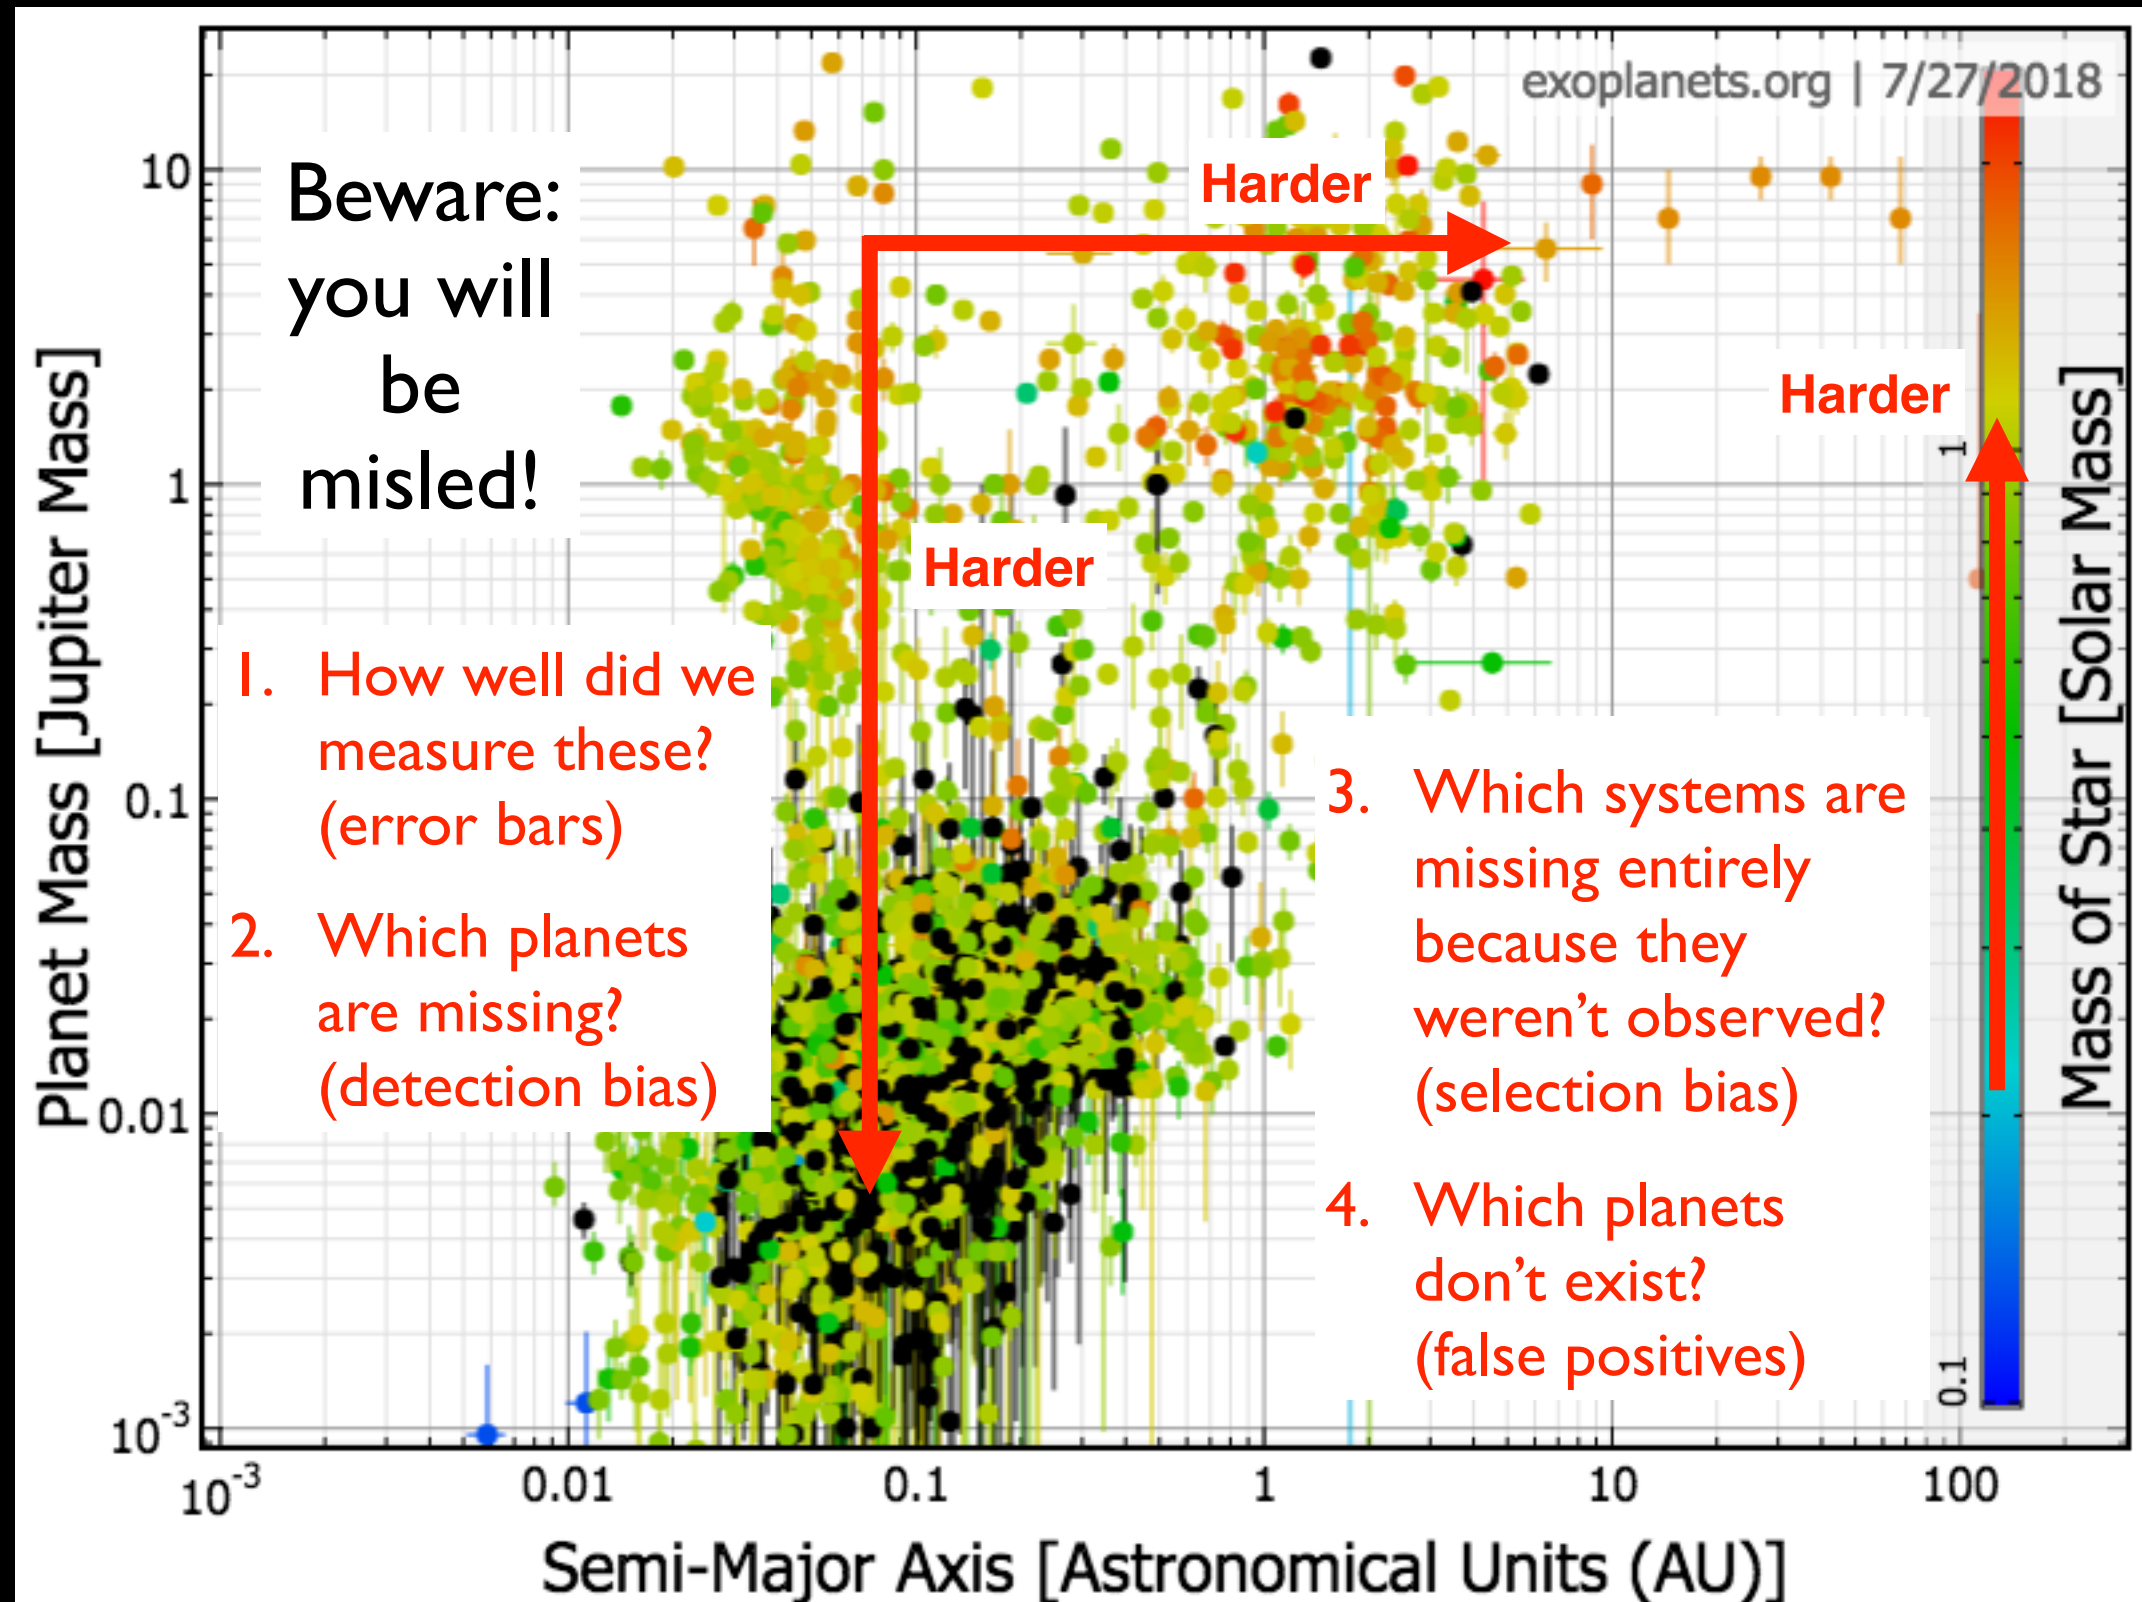 exoplanets.org | 7/27/2018
Beware:
you will
be
misled!
Harder
Harder
Harder
1. How well did we
measure these?
(error bars)
2. Which planets
are missing?
(detection bias)
3. Which systems are
missing entirely
because they
weren't observed?
(selection bias)
4. Which planets
don't exist?
(false positives)
Planet Mass [Jupiter Mass]
10
1
0.1
0.01
10-3
10-3
0.01
0.1
1
10
100
Semi-Major Axis [Astronomical Units (AU)]
Mass of Star [Solar Mass]
1
0.1